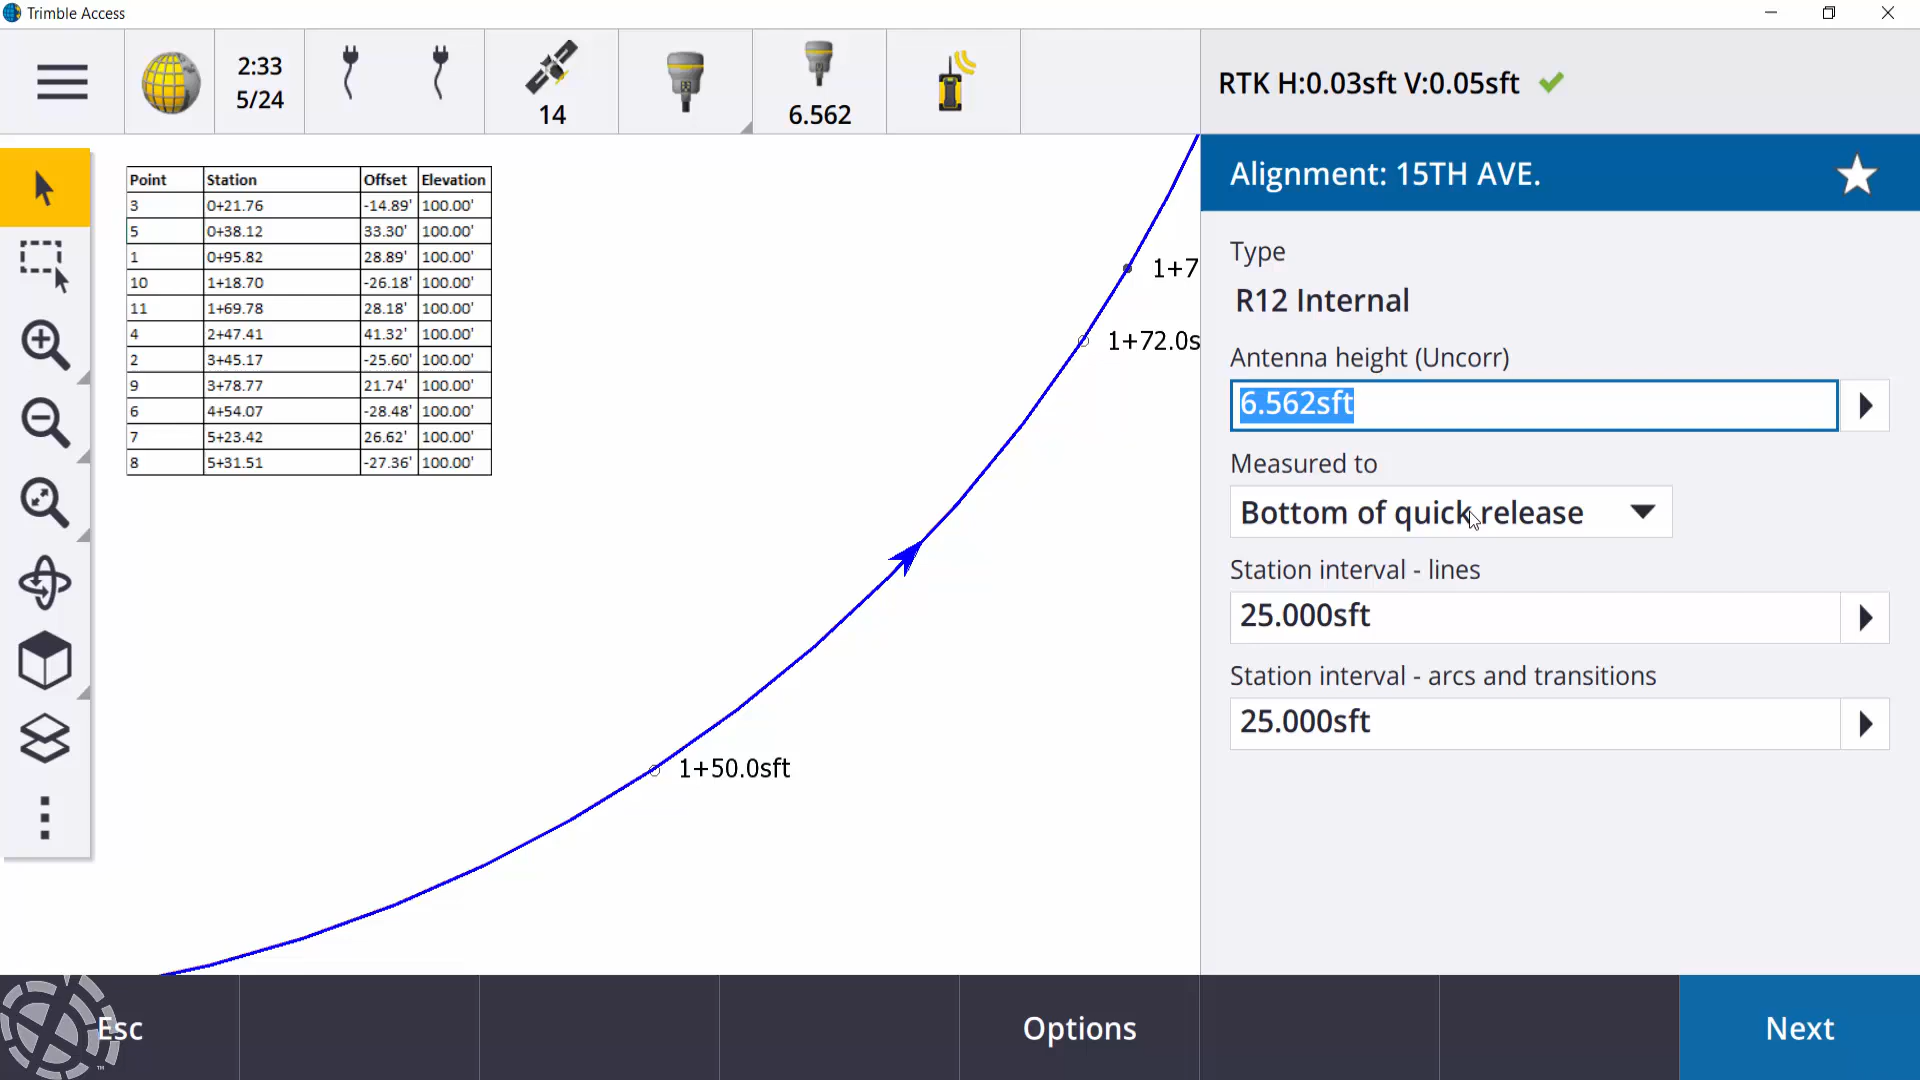 Trimble Access
2:33
5/24
14
6.562
RTK H:0.03sft V:0.05sft
Point Station Offset Elevation
3 0+21.76 -14.89' 100.00'
5 0+38.12 33.30' 100.00'
1 0+95.82 28.89' 100.00'
10 1+18.70 -26.18' 100.00'
11 1+69.78 28.18' 100.00'
4 2+47.41 41.32' 100.00'
2 3+45.17 -25.60' 100.00'
9 3+78.77 21.74' 100.00'
6 4+54.07 -28.48' 100.00'
7 5+23.42 26.62' 100.00'
8 5+31.51 -27.36' 100.00'
1+7
1+72.0s
1+50.0sft
Alignment: 15TH AVE.
Type
R12 Internal
Antenna height (Uncorr)
6.562sft
Measured to
Bottom of quick release
Station interval - lines
25.000sft
Station interval - arcs and transitions
25.000sft
Esc
Options
Next